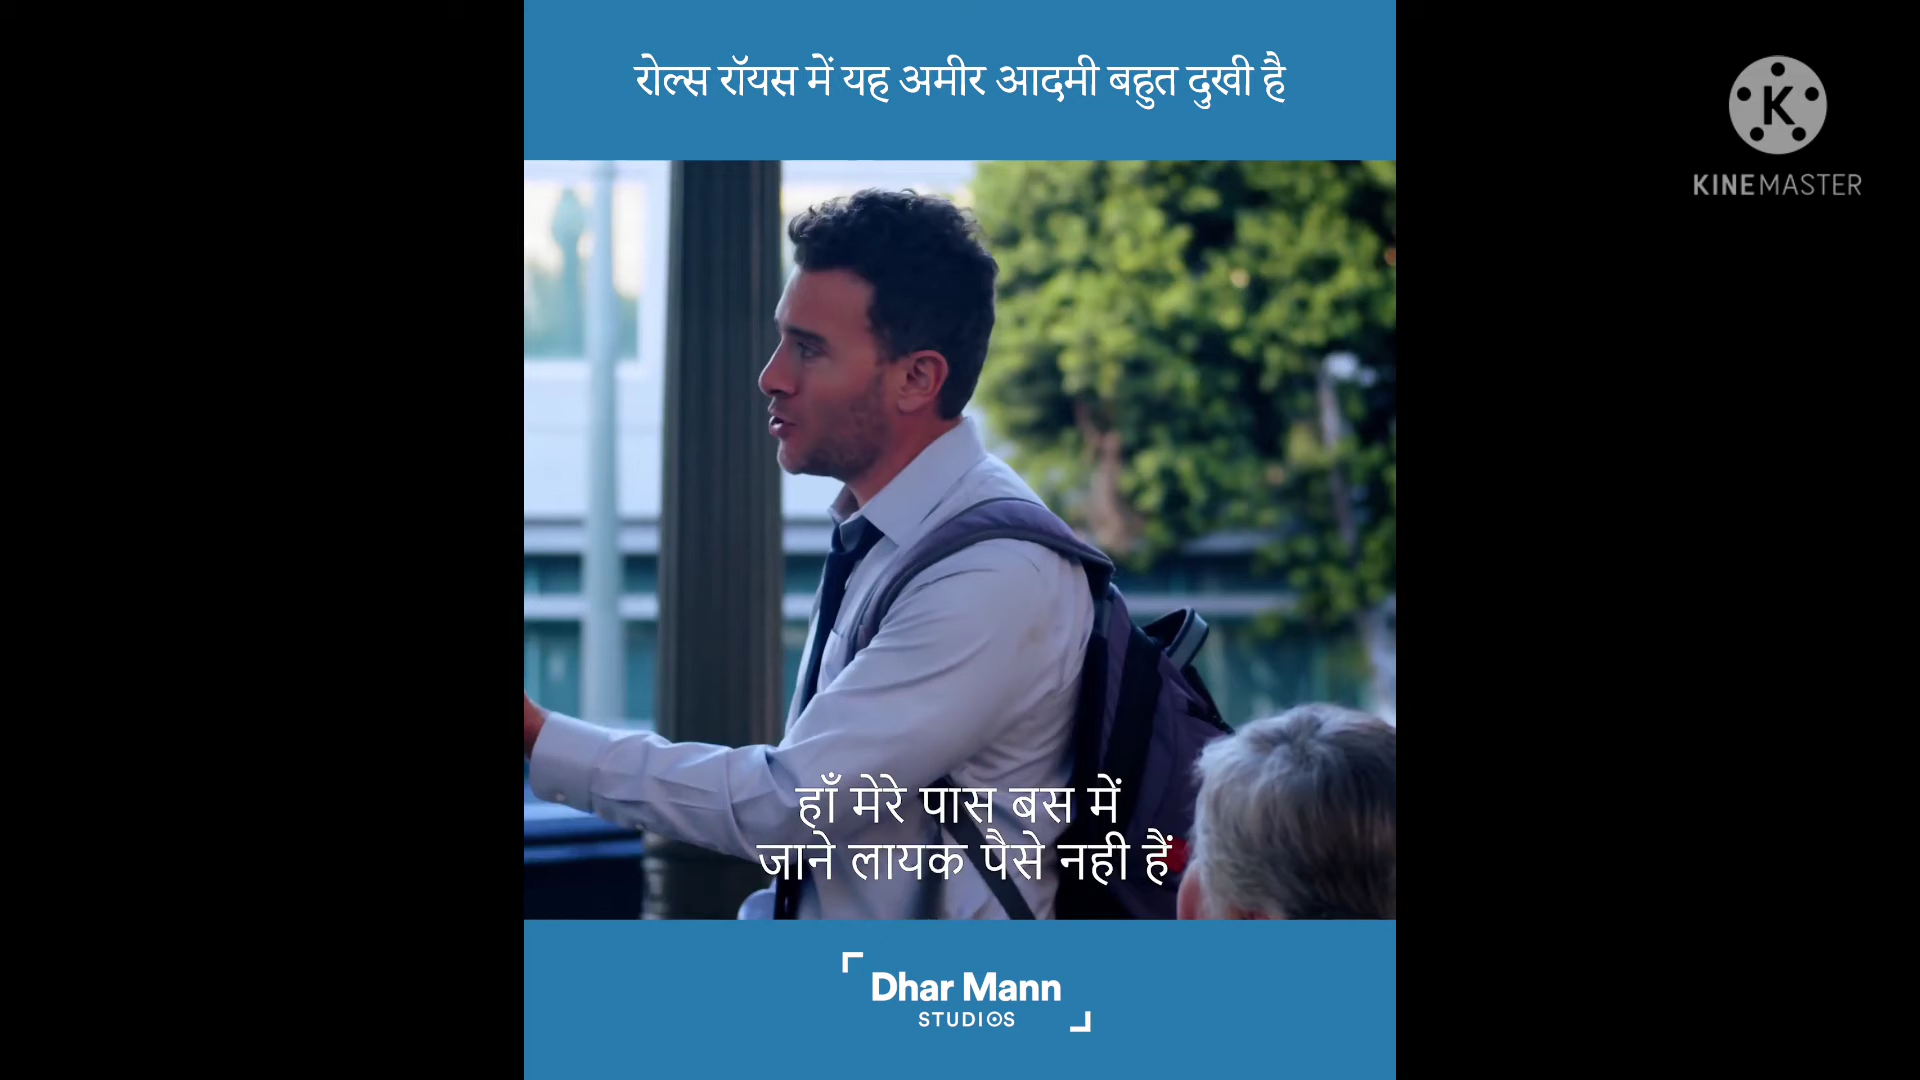 रोल्स रॉयस में यह अमीर आदमी बहुत दुखी है
K
KINEMASTER
हाँ मेरे पास बस में
जाने लायक पैसे नही हैं
Dhar Mann
STUDIOS